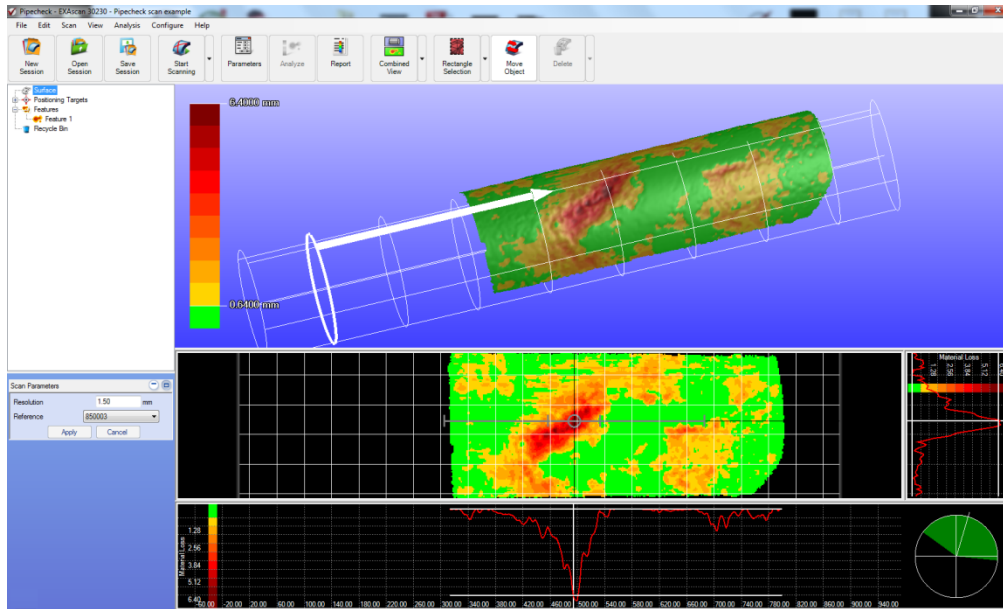 Pipecheck - EXAscan 30230 - Pipecheck scan example
File Edit Scan View Analysis Configure Help
New Session
Open Session
Save Session
Start Scanning
Parameters
Analyze
Report
Combined View
Rectangle Selection
Move Object
Delete
Surface
Positioning Targets
Features
Feature 1
Recycle Bin
6.4000 mm
0.6400 mm
Scan Parameters
Resolution 1.50 mm
Reference 850003
Apply Cancel
Material Loss
1.28 2.56 3.84 5.12 6.40
Material Loss
1.28
2.56
3.84
5.12
6.40
-60.00 -20.00 20.00 60.00 100.00 140.00 180.00 220.00 260.00 300.00 340.00 380.00 420.00 460.00 500.00 540.00 580.00 620.00 660.00 700.00 740.00 780.00 820.00 860.00 900.00 940.00